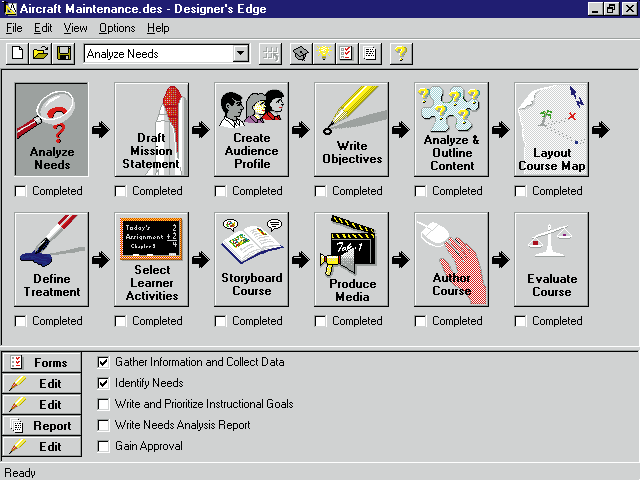 Aircraft Maintenance.des - Designer's Edge
File Edit View Options Help
Analyze Needs
Analyze
Needs
Draft
Mission
Statement
Create
Audience
Profile
Write
Objectives
Analyze &
Outline
Content
Layout
Course Map
Completed Completed Completed Completed Completed Completed
Define
Treatment
Today's 2
Assignment + 2
Chapter 3 4
Select
Learner
Activities
Storyboard
Course
Take 1
Produce
Media
Author
Course
Evaluate
Course
Completed Completed Completed Completed Completed Completed
Forms Gather Information and Collect Data
Edit Identify Needs
Edit Write and Prioritize Instructional Goals
Report Write Needs Analysis Report
Edit Gain Approval
Ready